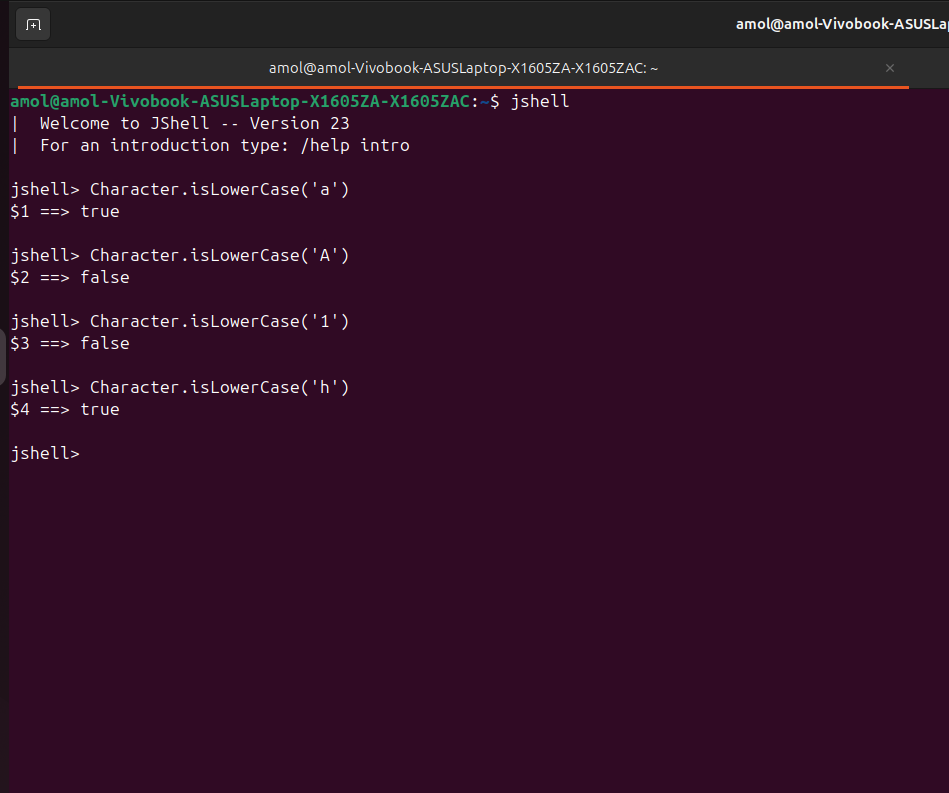 amol@amol-Vivobook-ASUSLa
amol@amol-Vivobook-ASUSLaptop-X1605ZA-X1605ZAC: ~
amol@amol-Vivobook-ASUSLaptop-X1605ZA-X1605ZAC:~$ jshell
|  Welcome to JShell -- Version 23
|  For an introduction type: /help intro
jshell> Character.isLowerCase('a')
$1 ==> true
jshell> Character.isLowerCase('A')
$2 ==> false
jshell> Character.isLowerCase('1')
$3 ==> false
jshell> Character.isLowerCase('h')
$4 ==> true
jshell>